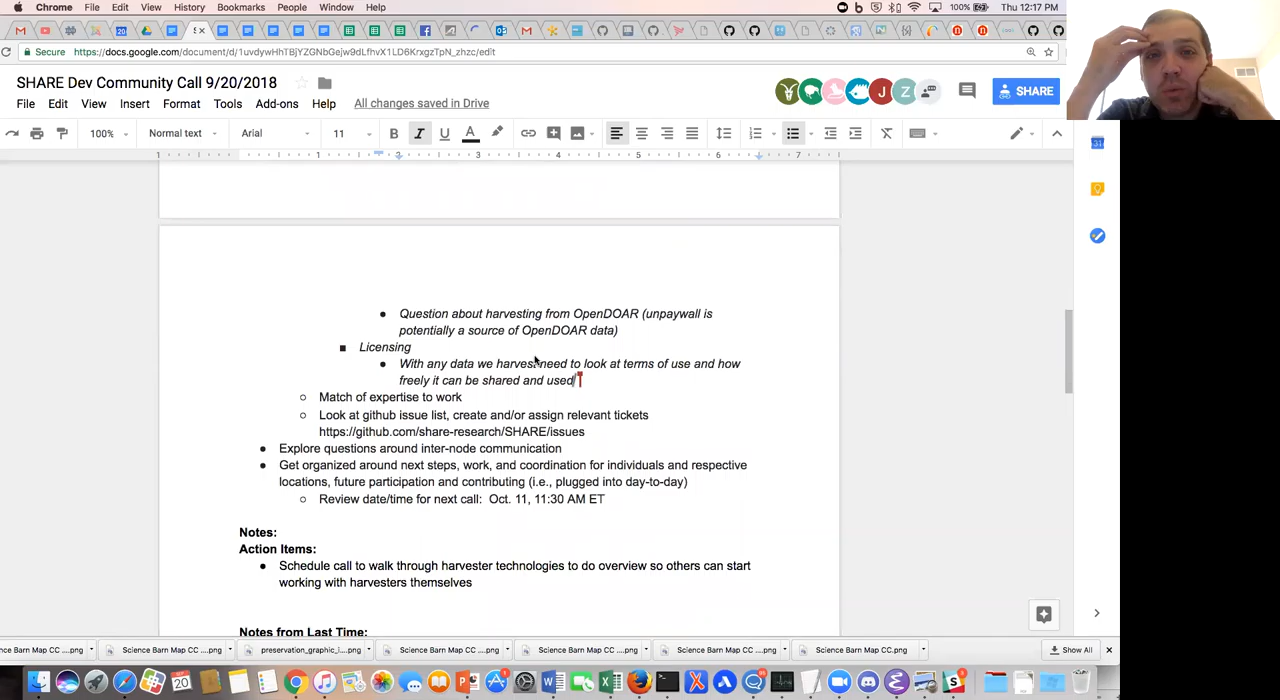 Chrome File Edit View History Bookmarks People Window Help 100% Thu 12:17 PM
Secure https://docs.google.com/document/d/1uvdywHhTBjYZGNbGejw9dLfhvX1LD6KrxgzTpN_zhzc/edit
SHARE Dev Community Call 9/20/2018
File Edit View Insert Format Tools Add-ons Help All changes saved in Drive
J Z SHARE
100% Normal text Arial 11 B I U A
1 1 2 3 4 5 6 7
Question about harvesting from OpenDOAR (unpaywall is
potentially a source of OpenDOAR data)
Licensing
With any data we harvest need to look at terms of use and how
freely it can be shared and used
Match of expertise to work
Look at github issue list, create and/or assign relevant tickets
https://github.com/share-research/SHARE/issues
Explore questions around inter-node communication
Get organized around next steps, work, and coordination for individuals and respective
locations, future participation and contributing (i.e., plugged into day-to-day)
Review date/time for next call: Oct. 11, 11:30 AM ET
Notes:
Action Items:
Schedule call to walk through harvester technologies to do overview so others can start
working with harvesters themselves
Notes from Last Time:
nce Barn Map CC ....png Science Barn Map CC ....png preservation_graphic_i....png Science Barn Map CC ....png Science Barn Map CC ....png Science Barn Map CC ....png Science Barn Map CC.png Show All